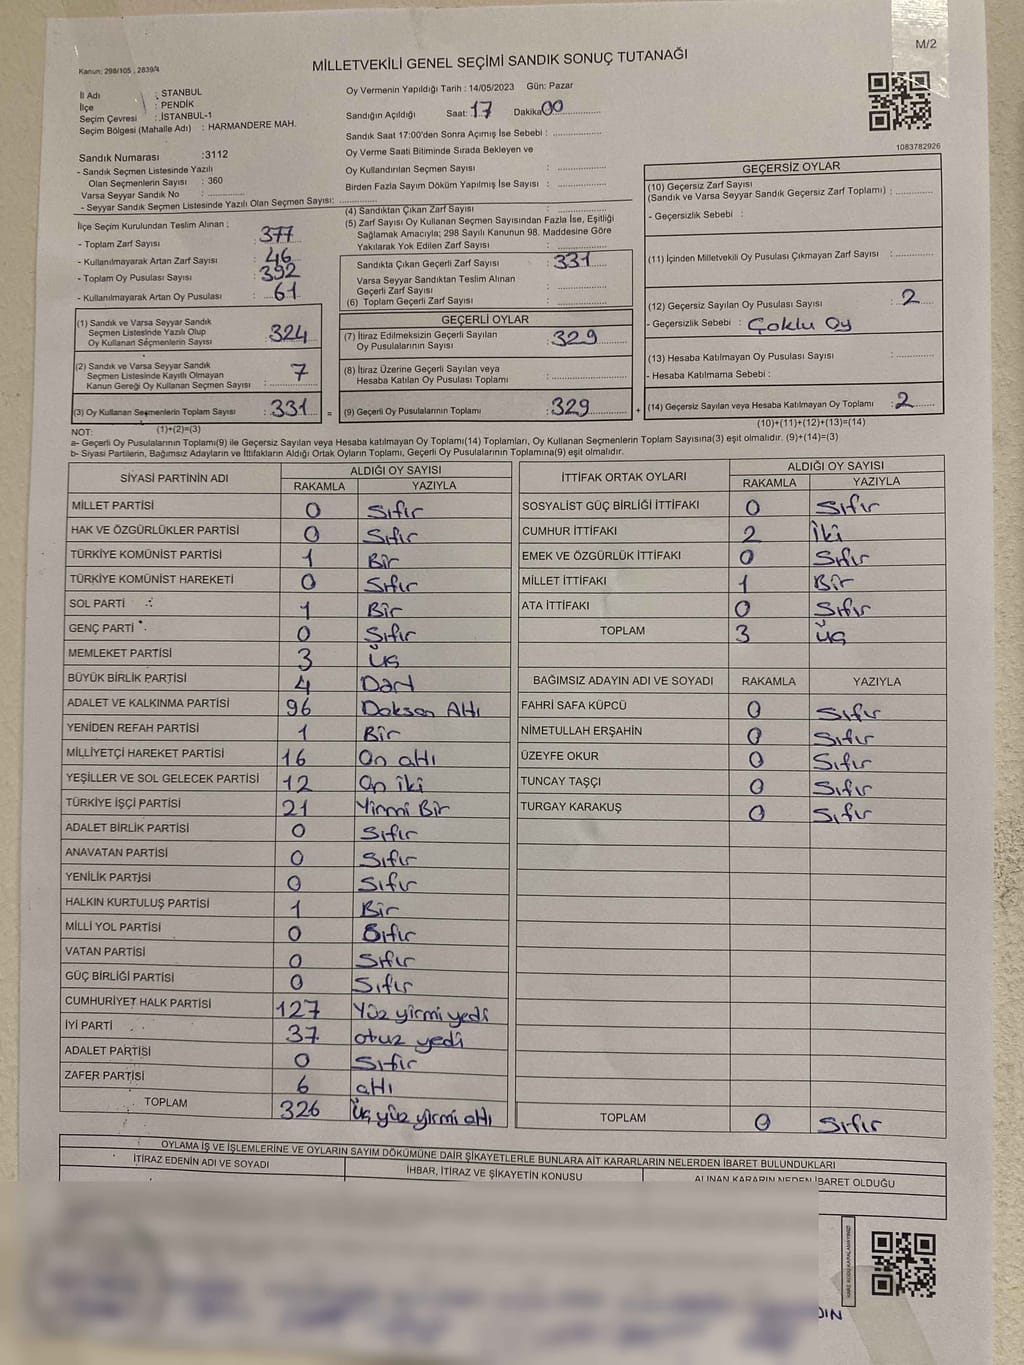 M/2
Kanun: 298/105 , 2839/4
MİLLETVEKİLİ GENEL SEÇİMİ SANDIK SONUÇ TUTANAĞI
İl Adı : İSTANBUL
İlçe : PENDİK
Seçim Çevresi : İSTANBUL-1
Seçim Bölgesi (Mahalle Adı) : HARMANDERE MAH.
Sandık Numarası :3112
- Sandık Seçmen Listesinde Yazılı
Olan Seçmenlerin Sayısı : 360
Varsa Seyyar Sandık No : ................
- Seyyar Sandık Seçmen Listesinde Yazılı Olan Seçmen Sayısı: ................
Oy Vermenin Yapıldığı Tarih : 14/05/2023 Gün: Pazar
Sandığın Açıldığı Saat: 17 Dakika 00
Sandık Saat 17:00'den Sonra Açımış İse Sebebi : ................
Oy Verme Saati Bitiminde Sırada Bekleyen ve
Oy Kullandırılan Seçmen Sayısı : ................
Birden Fazla Sayım Döküm Yapılmış İse Sayısı : ................
1083782926
İlçe Seçim Kurulundan Teslim Alınan :
- Toplam Zarf Sayısı : 377
- Kullanılmayarak Artan Zarf Sayısı : 46
- Toplam Oy Pusulası Sayısı : 392
- Kullanılmayarak Artan Oy Pusulası : 61
(1) Sandık ve Varsa Seyyar Sandık
Seçmen Listesinde Yazılı Olup
Oy Kullanan Seçmenlerin Sayısı : 324
(2) Sandık ve Varsa Seyyar Sandık
Seçmen Listesinde Kayıtlı Olmayan
Kanun Gereği Oy Kullanan Seçmen Sayısı : 7
(3) Oy Kullanan Seçmenlerin Toplam Sayısı : 331 =
(1)+(2)=(3)
(4) Sandıktan Çıkan Zarf Sayısı : ................
(5) Zarf Sayısı Oy Kullanan Seçmen Sayısından Fazla İse, Eşitliği
Sağlamak Amacıyla; 298 Sayılı Kanunun 98. Maddesine Göre
Yakılarak Yok Edilen Zarf Sayısı : ................
Sandıkta Çıkan Geçerli Zarf Sayısı : 331
Varsa Seyyar Sandıktan Teslim Alınan
Geçerli Zarf Sayısı : ................
(6) Toplam Geçerli Zarf Sayısı : ................
GEÇERLİ OYLAR
(7) İtiraz Edilmeksizin Geçerli Sayılan
Oy Pusulalarının Sayısı : 329
(8) İtiraz Üzerine Geçerli Sayılan veya
Hesaba Katılan Oy Pusulası Toplamı : ................
(9) Geçerli Oy Pusulalarının Toplamı : 329 +
GEÇERSİZ OYLAR
(10) Geçersiz Zarf Sayısı
(Sandık ve Varsa Seyyar Sandık Geçersiz Zarf Toplamı) : ................
- Geçersizlik Sebebi :
(11) İçinden Milletvekili Oy Pusulası Çıkmayan Zarf Sayısı : ................
(12) Geçersiz Sayılan Oy Pusulası Sayısı : 2
- Geçersizlik Sebebi : Çoklu Oy
(13) Hesaba Katılmayan Oy Pusulası Sayısı : ................
- Hesaba Katılmama Sebebi :
(14) Geçersiz Sayılan veya Hesaba Katılmayan Oy Toplamı : 2
(10)+(11)+(12)+(13)=(14)
NOT:
a- Geçerli Oy Pusulaları Toplamı(9) ile Geçersiz Sayılan veya Hesaba katılmayan Oy Toplamı(14) Toplamları, Oy Kullanan Seçmenlerin Toplam Sayısına(3) eşit olmalıdır. (9)+(14)=(3)
b- Siyasi Partilerin, Bağımsız Adayların ve İttifakların Aldığı Ortak Oyların Toplamı, Geçerli Oy Pusulalarının Toplamına(9) eşit olmalıdır.
SİYASİ PARTİNİN ADI ALDIĞI OY SAYISI
RAKAMLA YAZIYLA
MİLLET PARTİSİ 0 Sıfır
HAK VE ÖZGÜRLÜKLER PARTİSİ 0 Sıfır
TÜRKİYE KOMÜNİST PARTİSİ 1 Bir
TÜRKİYE KOMÜNİST HAREKETİ 0 Sıfır
SOL PARTİ 1 Bir
GENÇ PARTİ 0 Sıfır
MEMLEKET PARTİSİ 3 Üç
BÜYÜK BİRLİK PARTİSİ 4 Dört
ADALET VE KALKINMA PARTİSİ 96 Doksan Altı
YENİDEN REFAH PARTİSİ 1 Bir
MİLLİYETÇİ HAREKET PARTİSİ 16 On altı
YEŞİLLER VE SOL GELECEK PARTİSİ 12 On iki
TÜRKİYE İŞÇİ PARTİSİ 21 Yirmi Bir
ADALET BİRLİK PARTİSİ 0 Sıfır
ANAVATAN PARTİSİ 0 Sıfır
YENİLİK PARTİSİ 0 Sıfır
HALKIN KURTULUŞ PARTİSİ 1 Bir
MİLLİ YOL PARTİSİ 0 Sıfır
VATAN PARTİSİ 0 Sıfır
GÜÇ BİRLİĞİ PARTİSİ 0 Sıfır
CUMHURİYET HALK PARTİSİ 127 Yüz yirmi yedi
İYİ PARTİ 37 otuz yedi
ADALET PARTİSİ 0 Sıfır
ZAFER PARTİSİ 6 altı
TOPLAM 326 Üç yüz yirmi altı
İTTİFAK ORTAK OYLARI ALDIĞI OY SAYISI
RAKAMLA YAZIYLA
SOSYALİST GÜÇ BİRLİĞİ İTTİFAKI 0 Sıfır
CUMHUR İTTİFAKI 2 İki
EMEK VE ÖZGÜRLÜK İTTİFAKI 0 Sıfır
MİLLET İTTİFAKI 1 Bir
ATA İTTİFAKI 0 Sıfır
TOPLAM 3 Üç
BAĞIMSIZ ADAYIN ADI VE SOYADI RAKAMLA YAZIYLA
FAHRİ SAFA KÜPCÜ 0 Sıfır
NİMETULLAH ERŞAHİN 0 Sıfır
ÜZEYFE OKUR 0 Sıfır
TUNCAY TAŞÇI 0 Sıfır
TURGAY KARAKUŞ 0 Sıfır
TOPLAM 0 Sıfır
OYLAMA İŞ VE İŞLEMLERİNE VE OYLARIN SAYIM DÖKÜMÜNE DAİR ŞİKAYETLERLE BUNLARA AİT KARARLARIN NELERDEN İBARET BULUNDUKLARI
İTİRAZ EDENİN ADI VE SOYADI İHBAR, İTİRAZ VE ŞİKAYETİN KONUSU ALINAN KARARIN NEDEN İBARET OLDUĞU